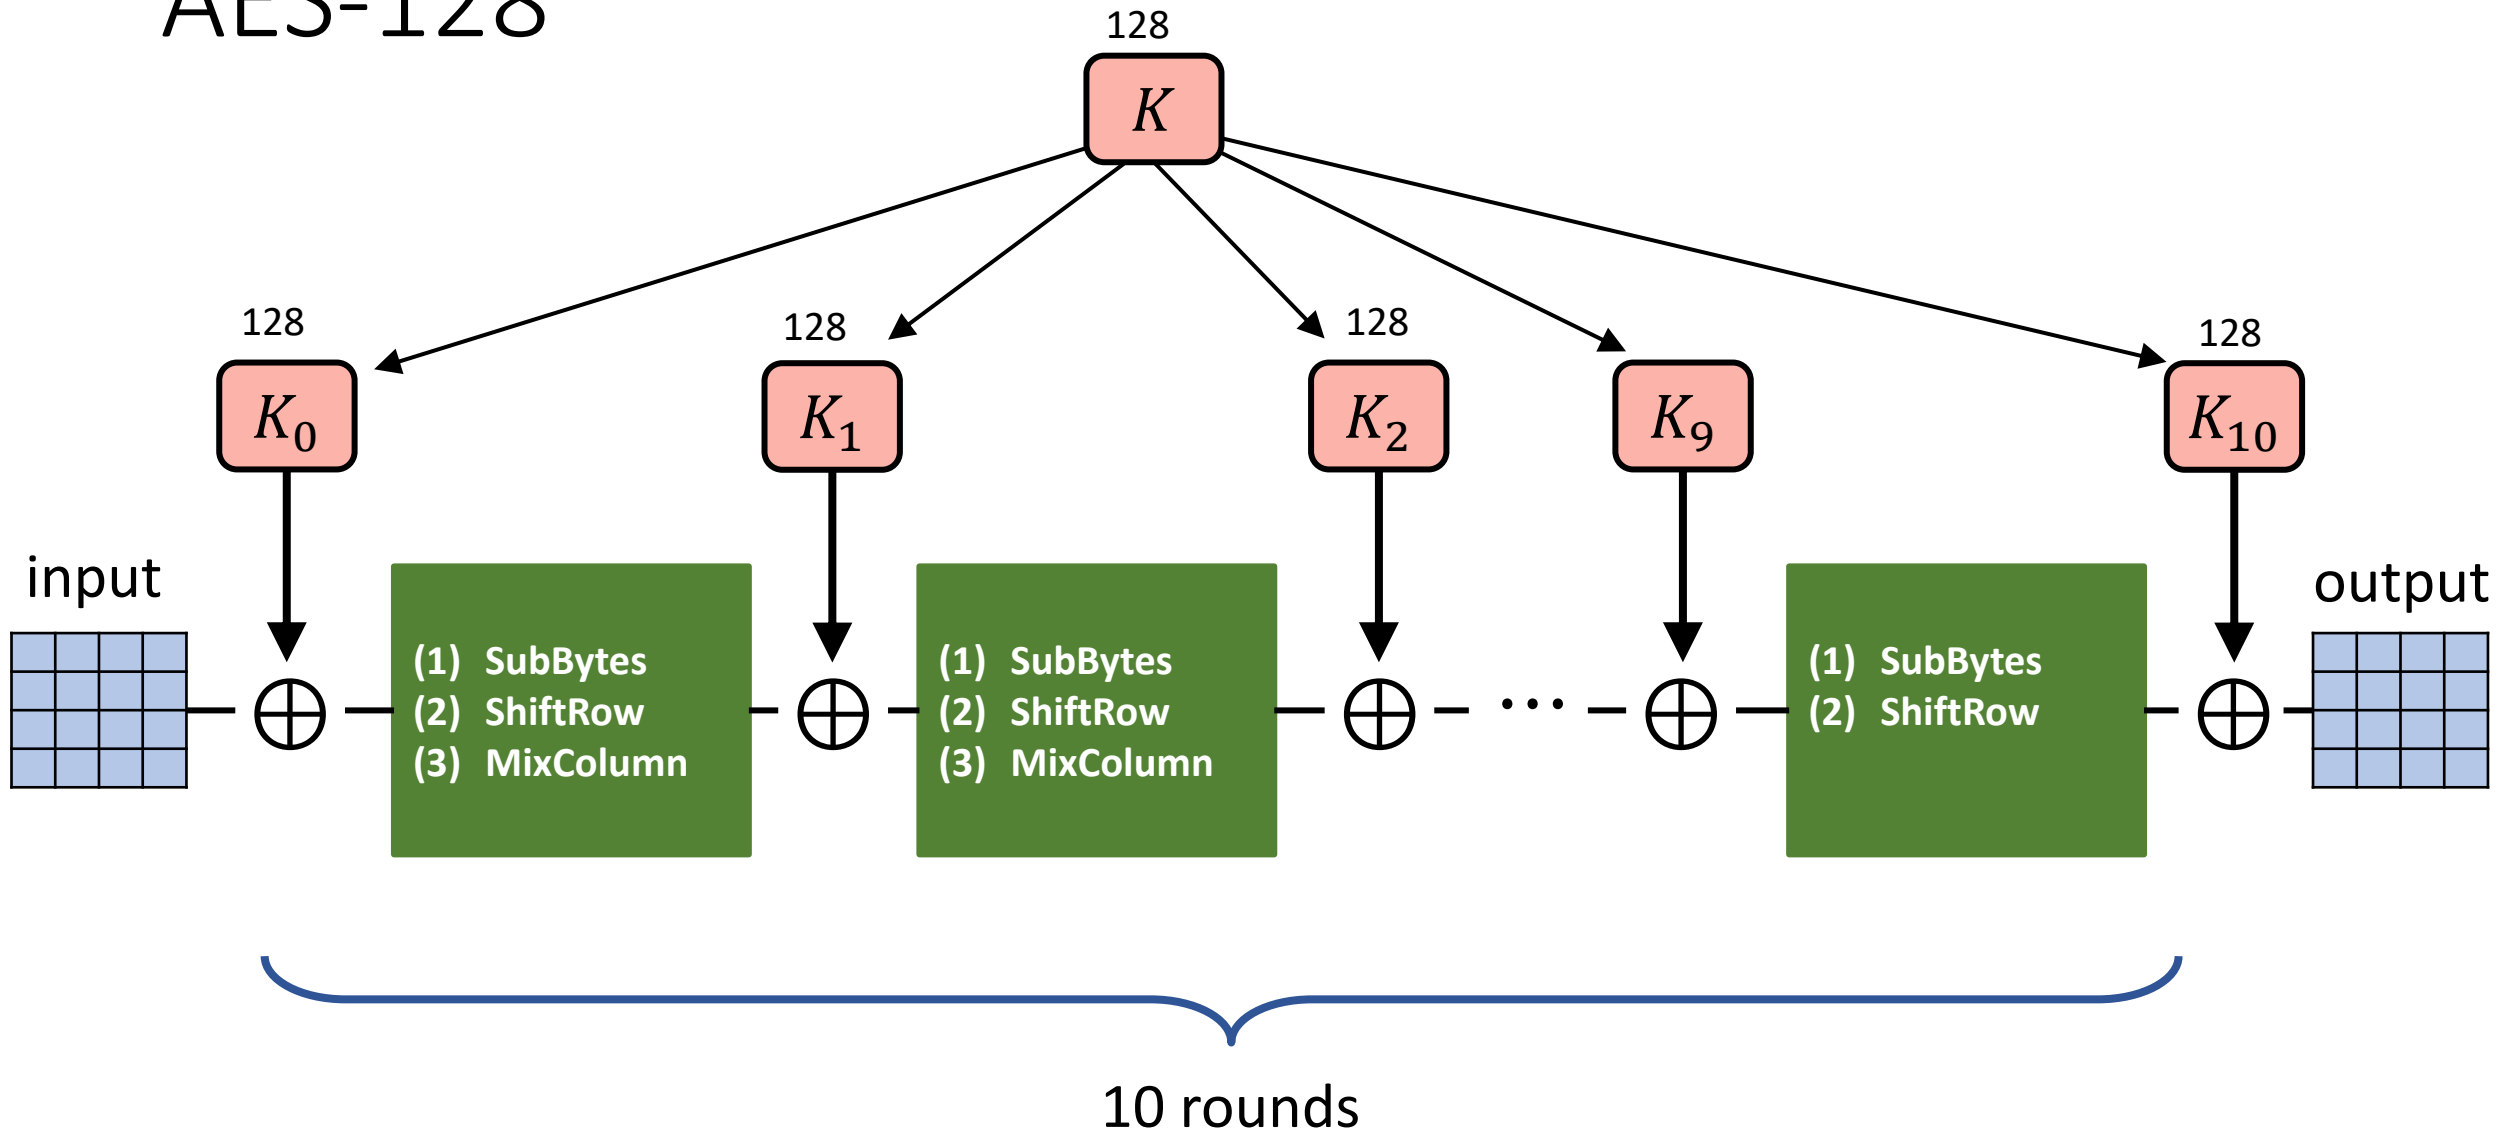 AES-128
128
K
128
128
128
128
K₀
K₁
K₂
K₉
K₁₀
input
output
(1) SubBytes
(2) ShiftRow
(3) MixColumn
(1) SubBytes
(2) ShiftRow
(3) MixColumn
...
(1) SubBytes
(2) ShiftRow
10 rounds